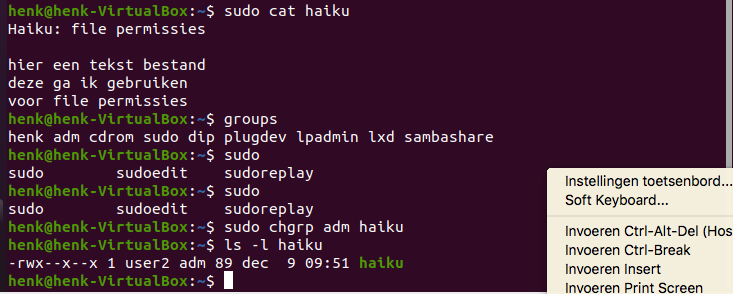 henk@henk-VirtualBox:~$ sudo cat haiku
Haiku: file permissies
hier een tekst bestand
deze ga ik gebruiken
voor file permissies
henk@henk-VirtualBox:~$ groups
henk adm cdrom sudo dip plugdev lpadmin lxd sambashare
henk@henk-VirtualBox:~$ sudo
sudo        sudoedit    sudoreplay
henk@henk-VirtualBox:~$ sudo
sudo        sudoedit    sudoreplay
henk@henk-VirtualBox:~$ sudo chgrp adm haiku
henk@henk-VirtualBox:~$ ls -l haiku
-rwx--x--x 1 user2 adm 89 dec  9 09:51 haiku
henk@henk-VirtualBox:~$
Instellingen toetsenbord...
Soft Keyboard...
Invoeren Ctrl-Alt-Del (Hos
Invoeren Ctrl-Break
Invoeren Insert
Invoeren Print Screen